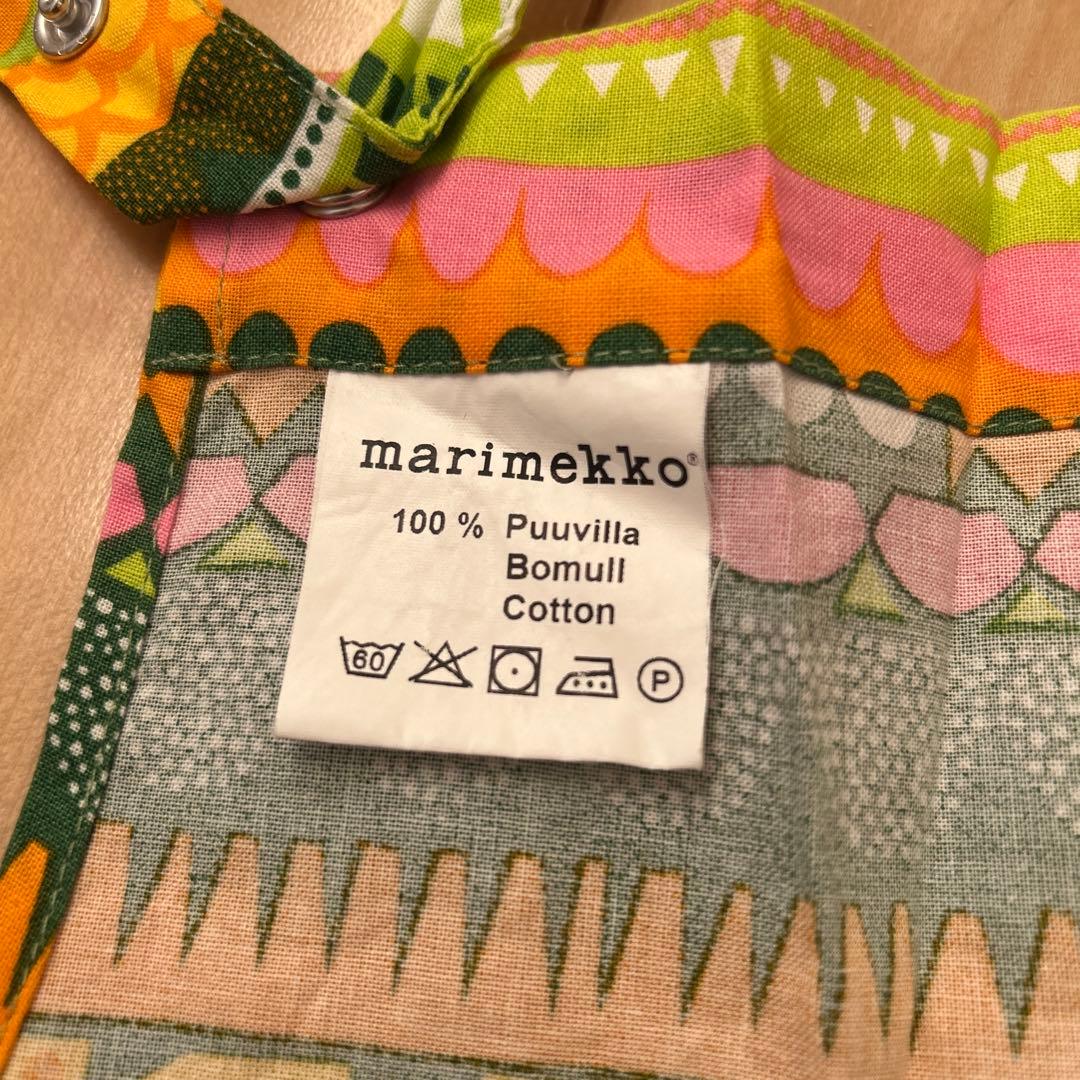 marimekko®
100 % Puuvilla
Bomull
Cotton
60 P